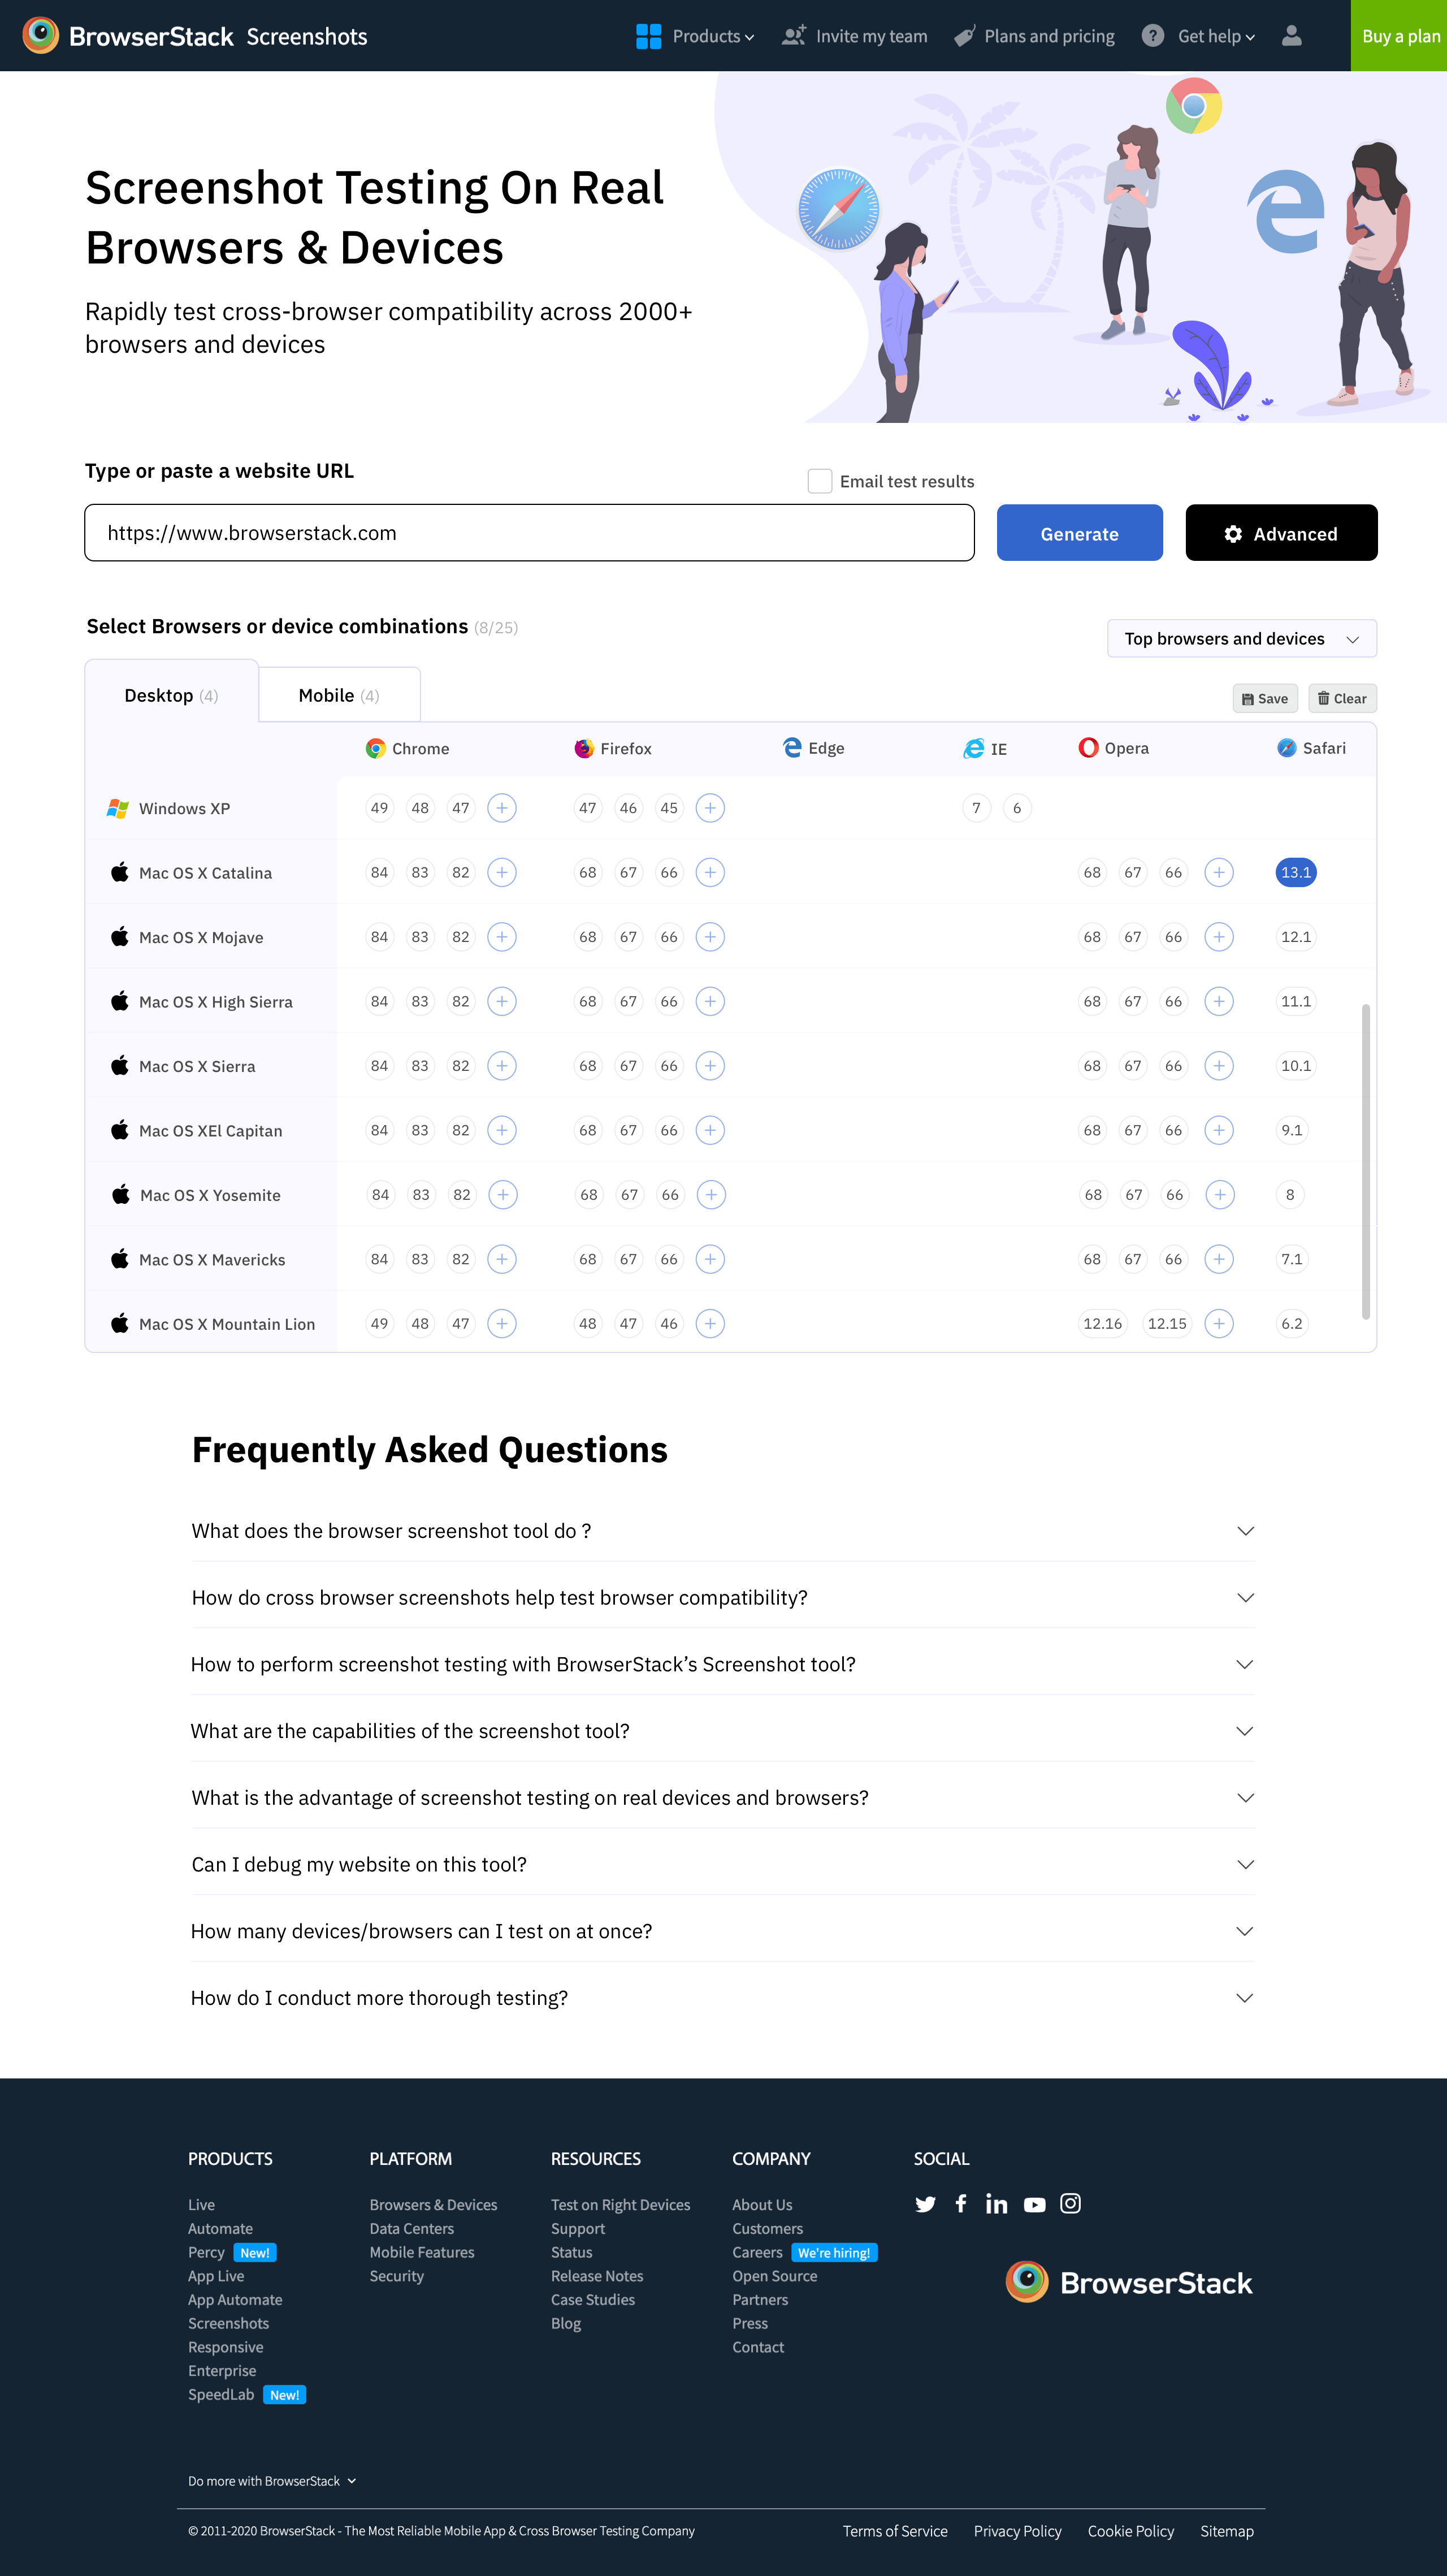 BrowserStack Screenshots
Products
Invite my team
Plans and pricing
? Get help
Buy a plan
Screenshot Testing On Real
Browsers & Devices
Rapidly test cross-browser compatibility across 2000+
browsers and devices
Type or paste a website URL
Email test results
https://www.browserstack.com
Generate
Advanced
Select Browsers or device combinations (8/25)
Top browsers and devices
Desktop (4)
Mobile (4)
Save
Clear
Chrome Firefox Edge IE Opera Safari
Windows XP 49 48 47 + 47 46 45 + 7 6
Mac OS X Catalina 84 83 82 + 68 67 66 + 68 67 66 + 13.1
Mac OS X Mojave 84 83 82 + 68 67 66 + 68 67 66 + 12.1
Mac OS X High Sierra 84 83 82 + 68 67 66 + 68 67 66 + 11.1
Mac OS X Sierra 84 83 82 + 68 67 66 + 68 67 66 + 10.1
Mac OS XEl Capitan 84 83 82 + 68 67 66 + 68 67 66 + 9.1
Mac OS X Yosemite 84 83 82 + 68 67 66 + 68 67 66 + 8
Mac OS X Mavericks 84 83 82 + 68 67 66 + 68 67 66 + 7.1
Mac OS X Mountain Lion 49 48 47 + 48 47 46 + 12.16 12.15 + 6.2
Frequently Asked Questions
What does the browser screenshot tool do ?
How do cross browser screenshots help test browser compatibility?
How to perform screenshot testing with BrowserStack’s Screenshot tool?
What are the capabilities of the screenshot tool?
What is the advantage of screenshot testing on real devices and browsers?
Can I debug my website on this tool?
How many devices/browsers can I test on at once?
How do I conduct more thorough testing?
PRODUCTS
Live
Automate
Percy New!
App Live
App Automate
Screenshots
Responsive
Enterprise
SpeedLab New!
PLATFORM
Browsers & Devices
Data Centers
Mobile Features
Security
RESOURCES
Test on Right Devices
Support
Status
Release Notes
Case Studies
Blog
COMPANY
About Us
Customers
Careers We're hiring!
Open Source
Partners
Press
Contact
SOCIAL
BrowserStack
Do more with BrowserStack
© 2011-2020 BrowserStack - The Most Reliable Mobile App & Cross Browser Testing Company
Terms of Service Privacy Policy Cookie Policy Sitemap